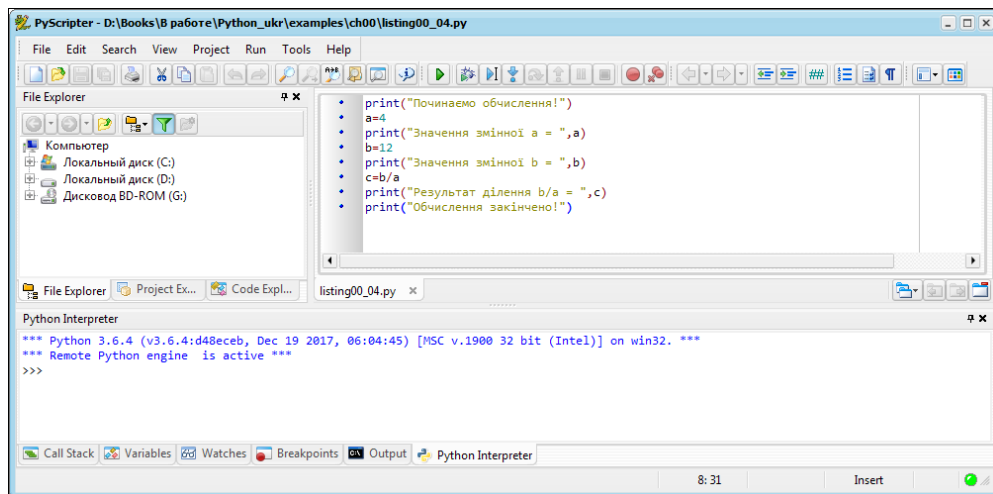 PyScripter - D:\Books\В работе\Python_ukr\examples\ch00\listing00_04.py
File Edit Search View Project Run Tools Help
File Explorer
Компьютер
Локальный диск (C:)
Локальный диск (D:)
Дисковод BD-ROM (G:)
File Explorer Project Ex... Code Expl...
print("Починаємо обчислення!")
a=4
print("Значення змінної a = ",a)
b=12
print("Значення змінної b = ",b)
c=b/a
print("Результат ділення b/a = ",c)
print("Обчислення закінчено!")
listing00_04.py
Python Interpreter
*** Python 3.6.4 (v3.6.4:d48eceb, Dec 19 2017, 06:04:45) [MSC v.1900 32 bit (Intel)] on win32. ***
*** Remote Python engine is active ***
>>>
Call Stack Variables Watches Breakpoints Output Python Interpreter
8: 31 Insert